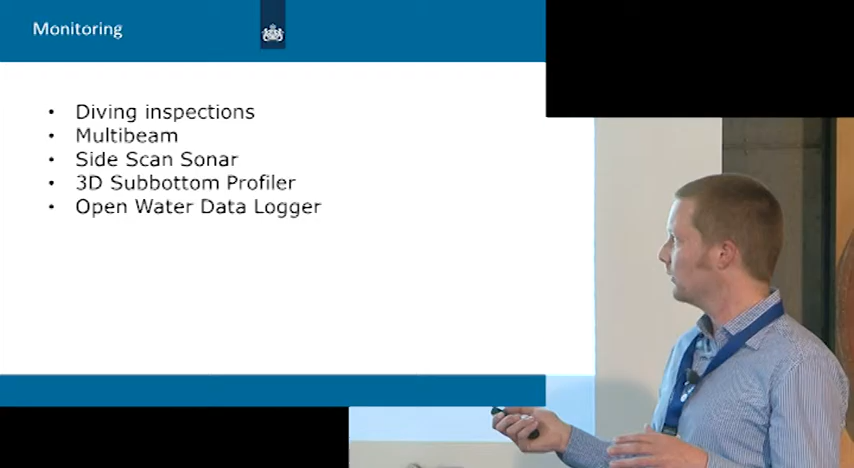 Monitoring
• Diving inspections
• Multibeam
• Side Scan Sonar
• 3D Subbottom Profiler
• Open Water Data Logger